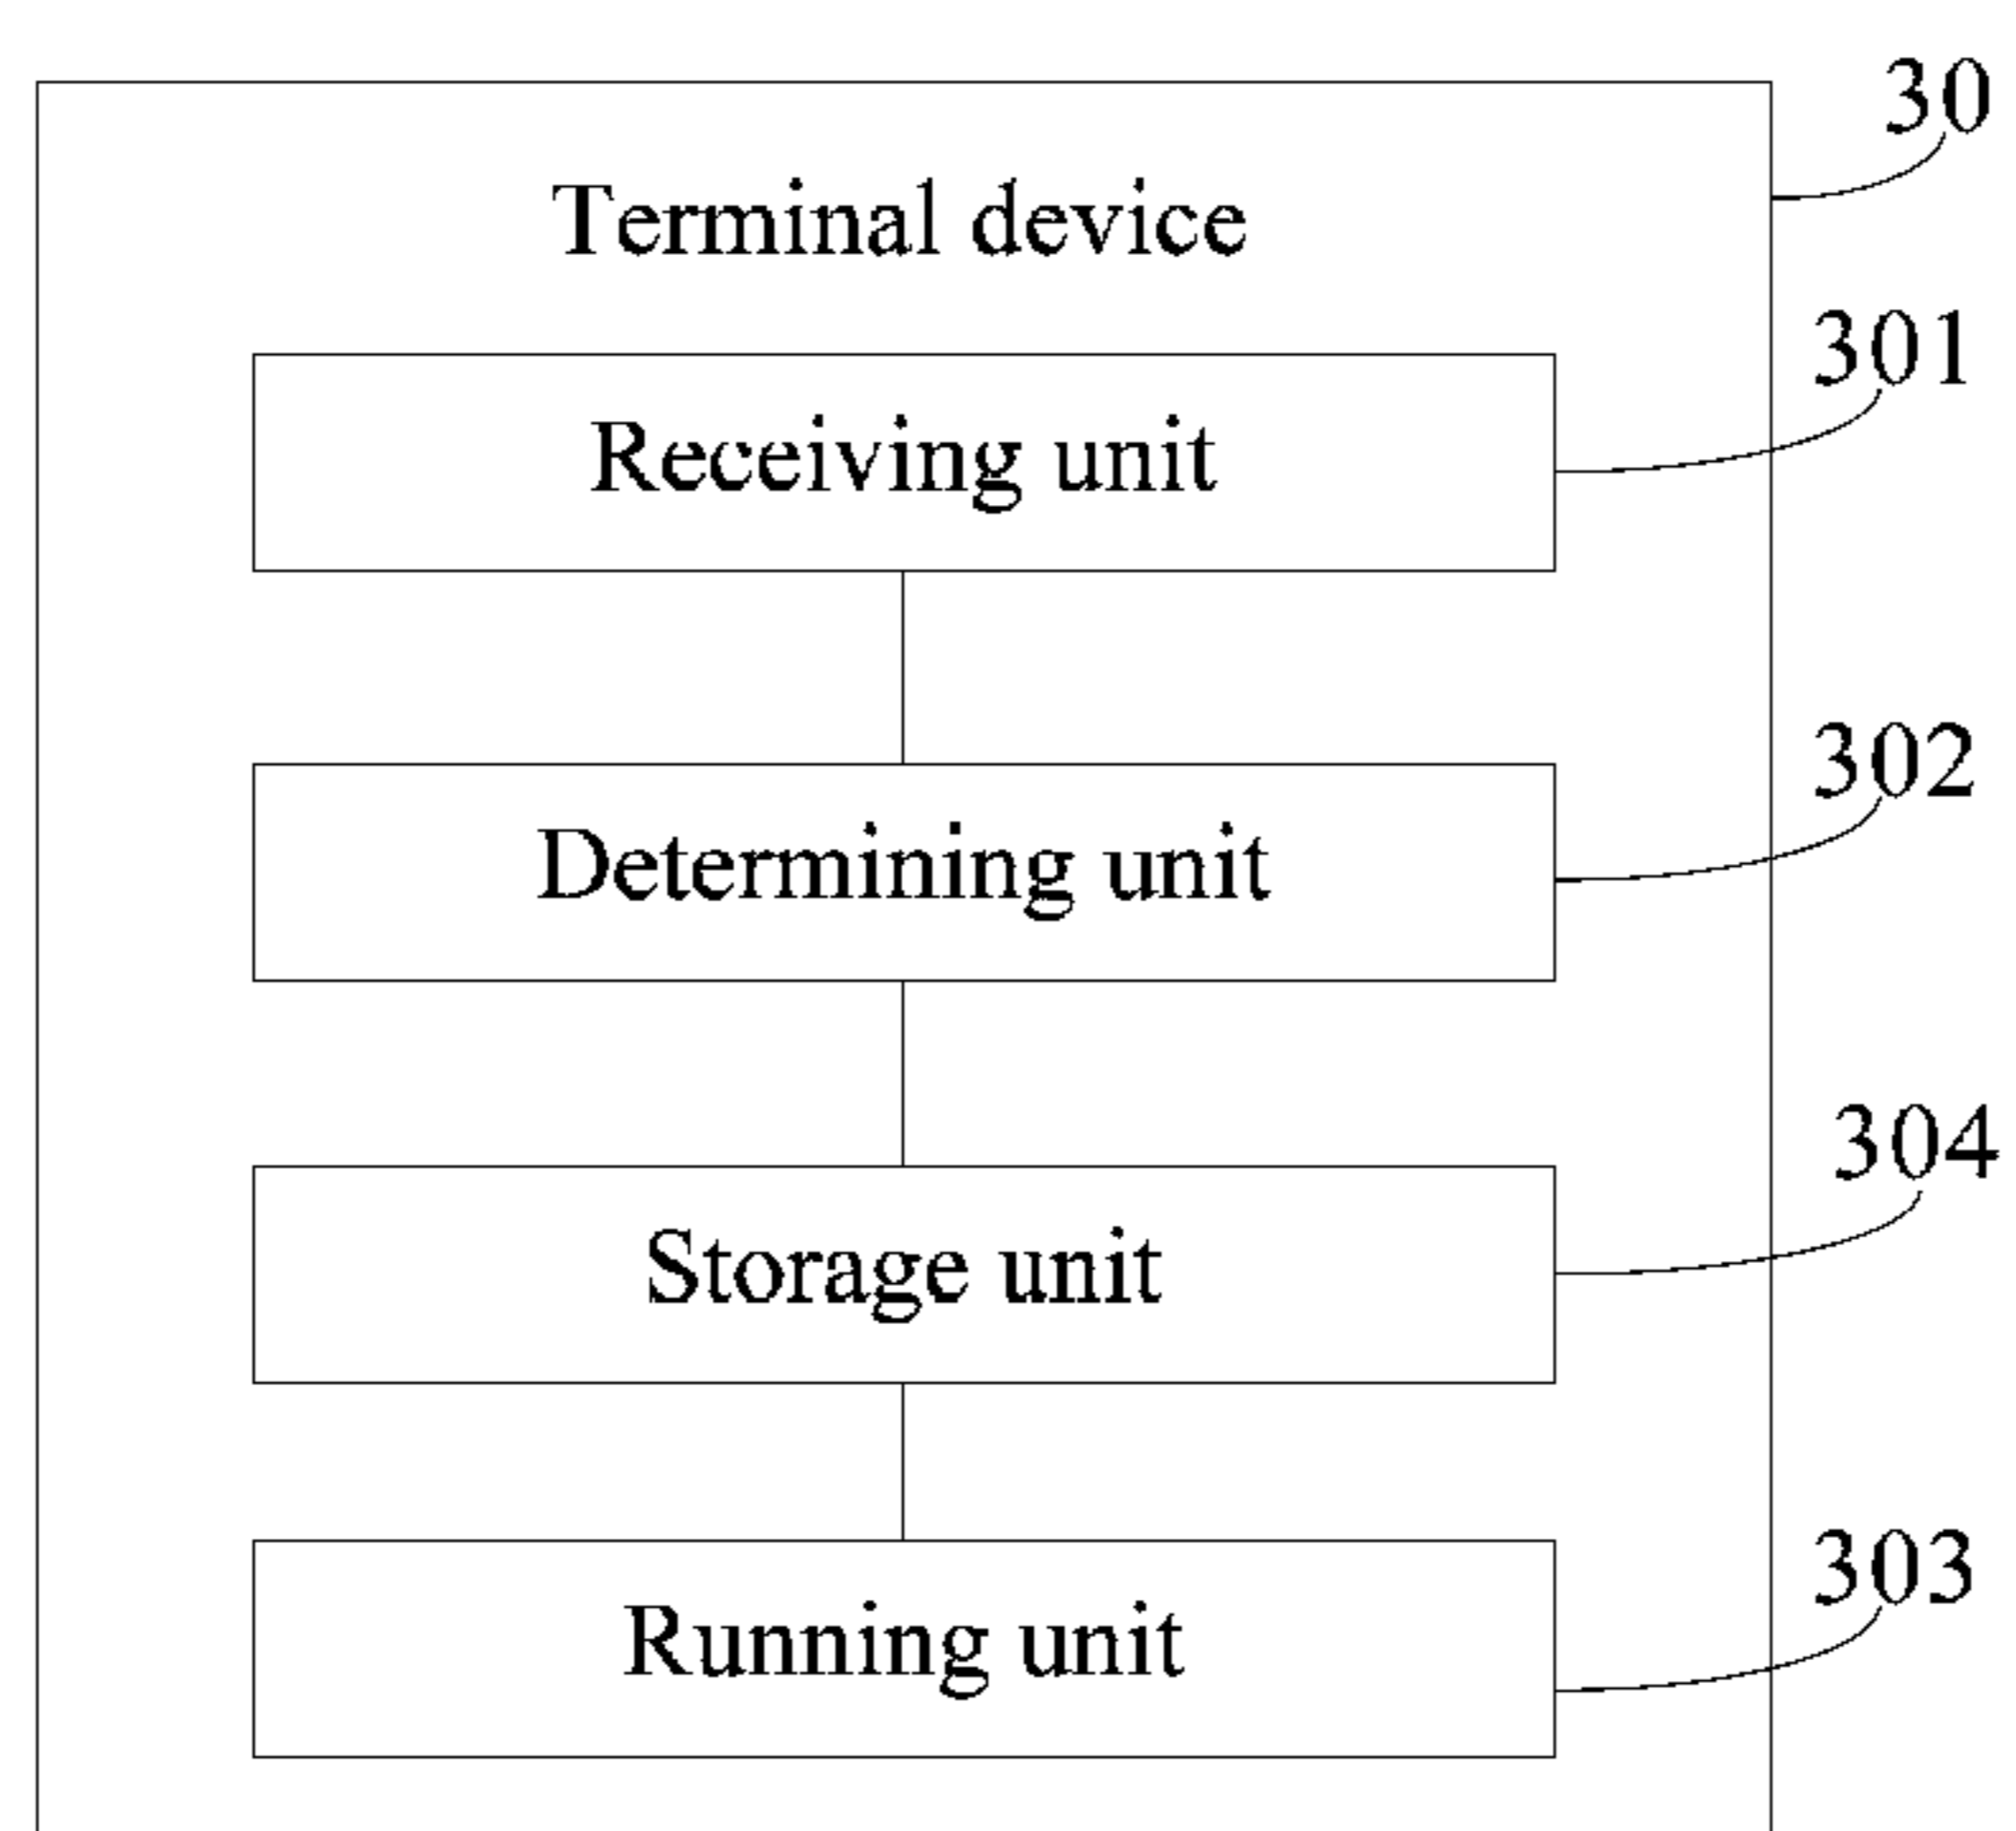 30
Terminal device
301
Receiving unit
302
Determining unit
304
Storage unit
303
Running unit